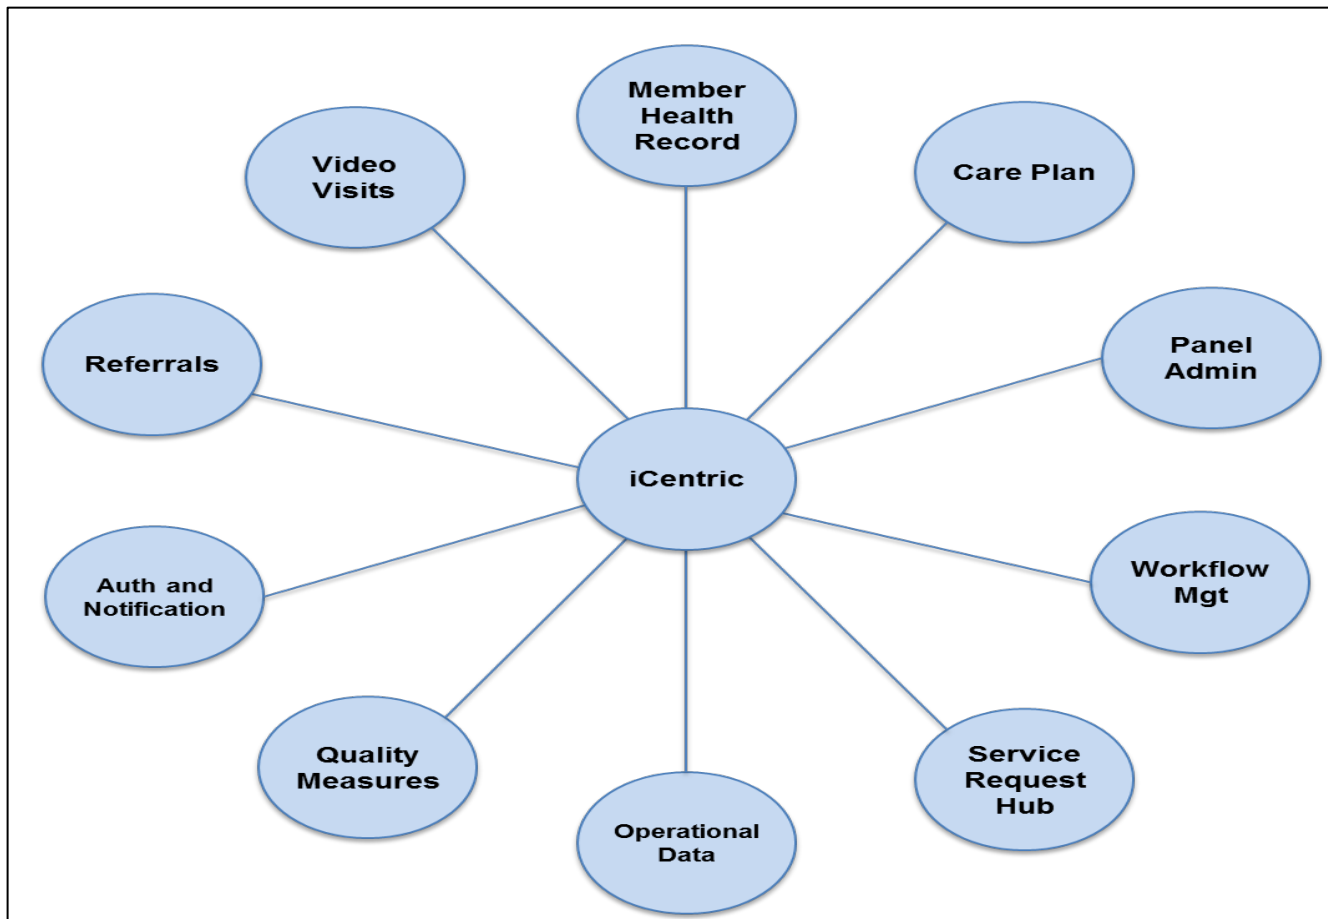 Member
Health
Record
Video
Visits
Care Plan
Referrals
Panel
Admin
iCentric
Auth and
Notification
Workflow
Mgt
Quality
Measures
Service
Request
Hub
Operational
Data